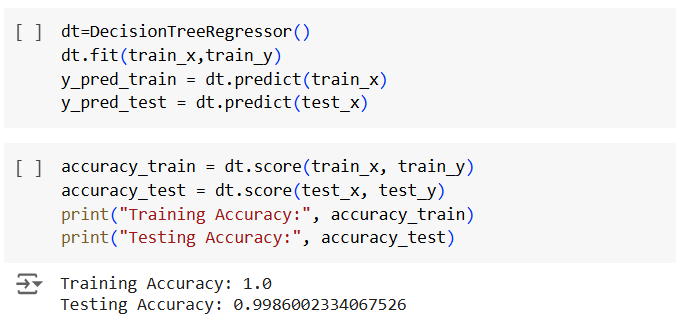 [ ] dt=DecisionTreeRegressor()
dt.fit(train_x,train_y)
y_pred_train = dt.predict(train_x)
y_pred_test = dt.predict(test_x)
[ ] accuracy_train = dt.score(train_x, train_y)
accuracy_test = dt.score(test_x, test_y)
print("Training Accuracy:", accuracy_train)
print("Testing Accuracy:", accuracy_test)
Training Accuracy: 1.0
Testing Accuracy: 0.9986002334067526